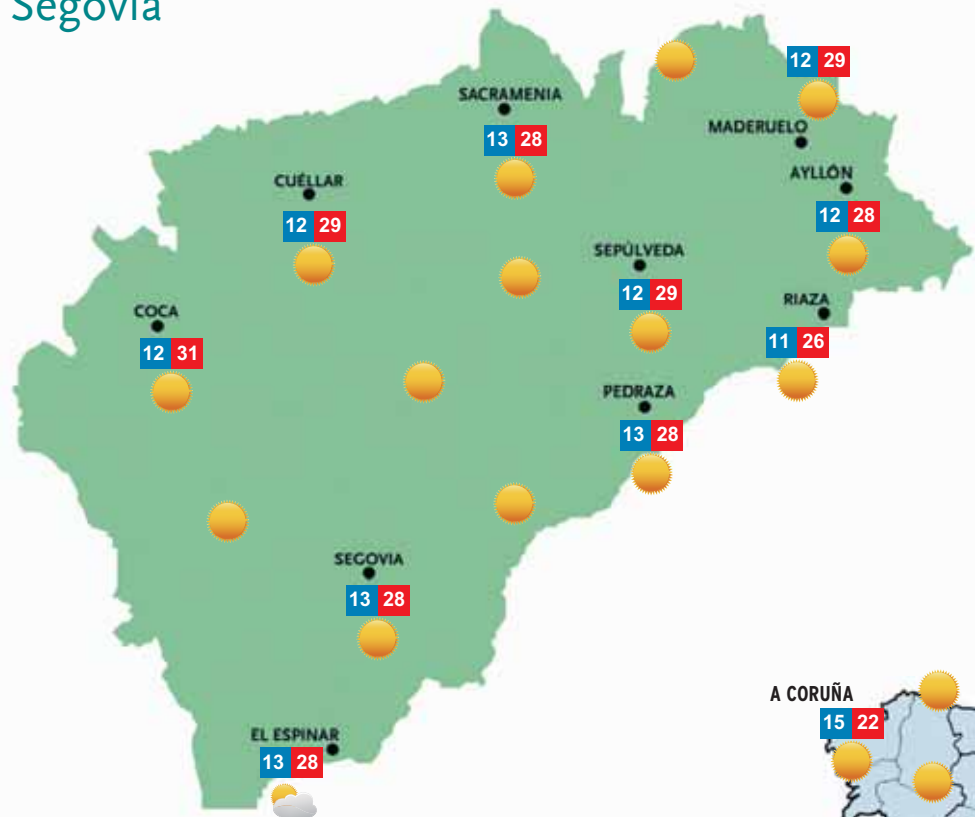 Segovia
12 29
SACRAMENIA
13 28
MADERUELO
AYLLÓN
12 28
CUÉLLAR
12 29
SEPÚLVEDA
12 29
RIAZA
11 26
COCA
12 31
PEDRAZA
13 28
SEGOVIA
13 28
A CORUÑA
15 22
EL ESPINAR
13 28